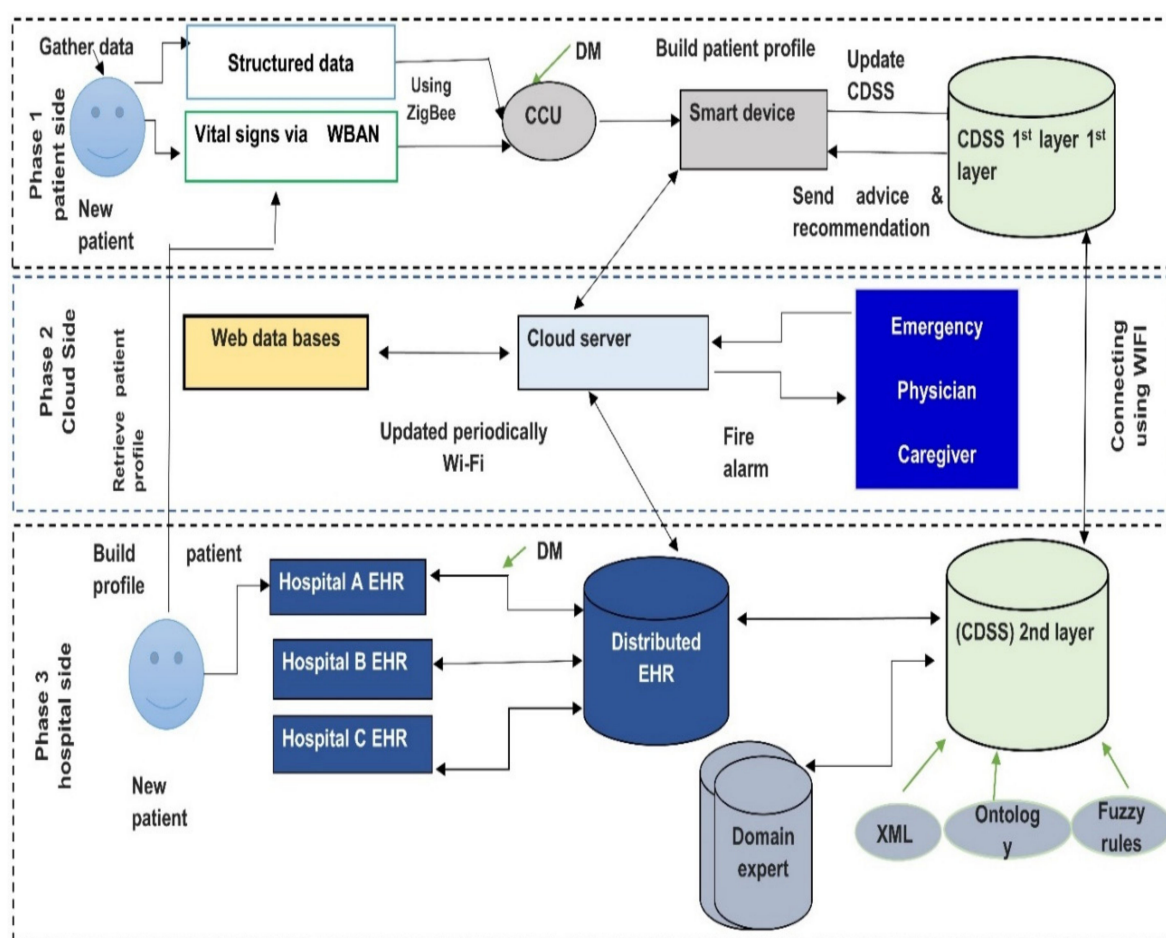 Phase 1
patient side
Gather data
New
patient
Structured data
Vital signs via WBAN
Using
ZigBee
DM
CCU
Build patient profile
Smart device
Update
CDSS
Send advice &
recommendation
CDSS 1st layer 1st
layer
Phase 2
Cloud Side
Retrieve patient
profile
Web data bases
Cloud server
Updated periodically
Wi-Fi
Fire
alarm
Emergency
Physician
Caregiver
Connecting
using WIFI
Phase 3
hospital side
Build patient
profile
New
patient
Hospital A EHR
Hospital B EHR
Hospital C EHR
DM
Distributed
EHR
(CDSS) 2nd layer
Domain
expert
XML
Ontolog
y
Fuzzy
rules